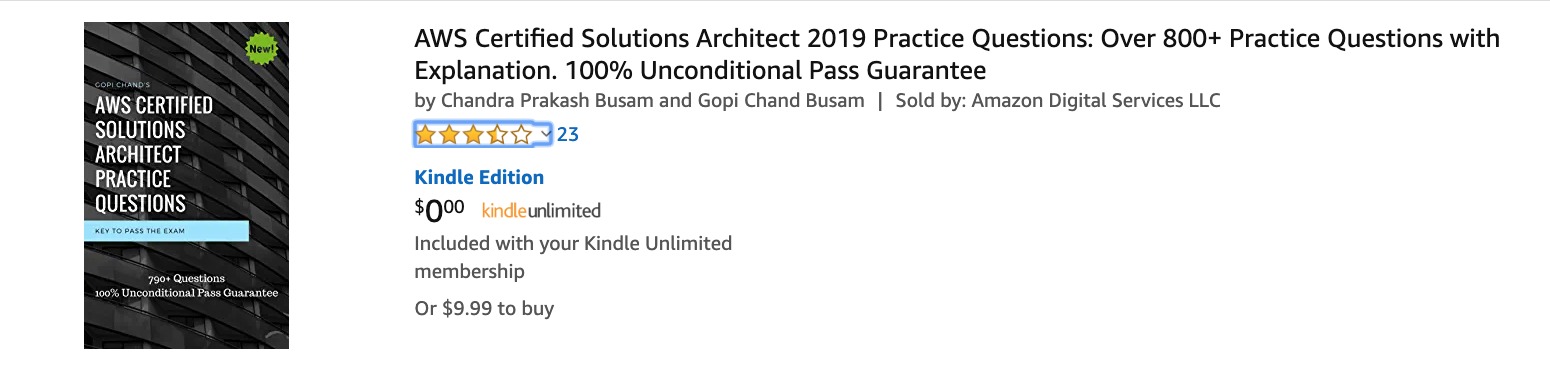 New!
GOPI CHAND'S
AWS CERTIFIED
SOLUTIONS
ARCHITECT
PRACTICE
QUESTIONS
KEY TO PASS THE EXAM
790+ Questions
100% Unconditional Pass Guarantee
AWS Certified Solutions Architect 2019 Practice Questions: Over 800+ Practice Questions with
Explanation. 100% Unconditional Pass Guarantee
by Chandra Prakash Busam and Gopi Chand Busam | Sold by: Amazon Digital Services LLC
23
Kindle Edition
$000 kindleunlimited
Included with your Kindle Unlimited
membership
Or $9.99 to buy